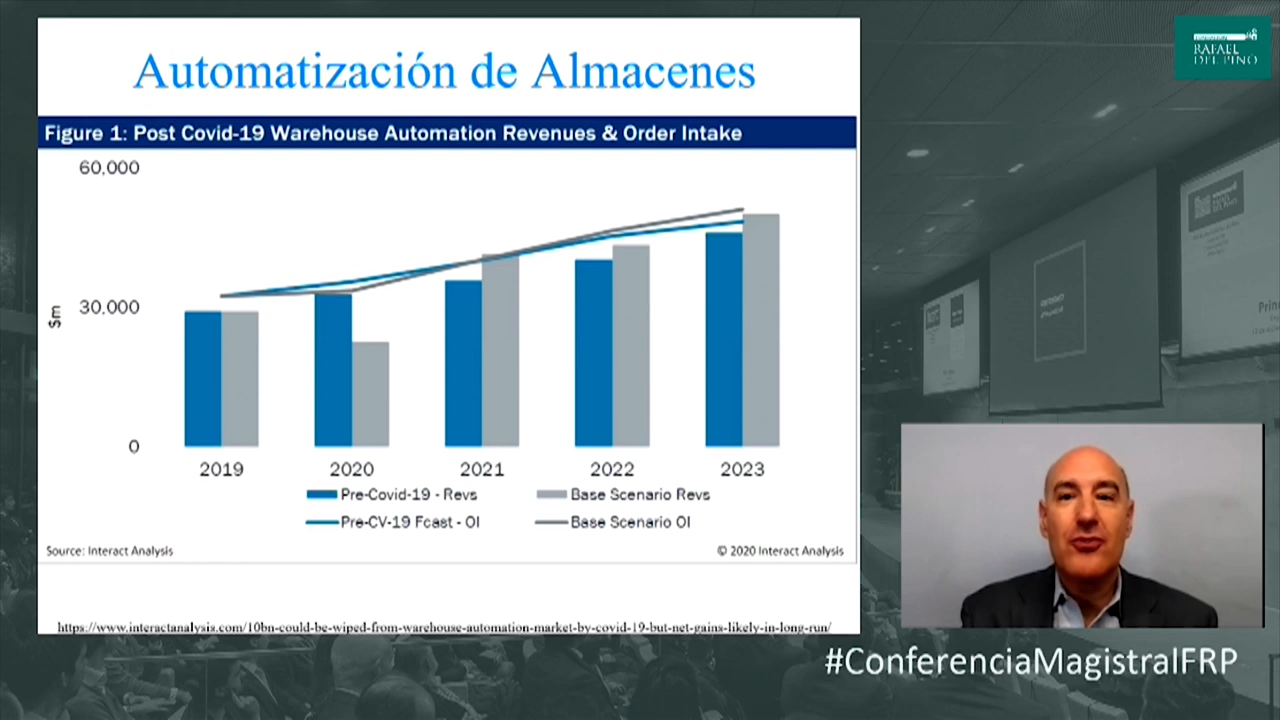 Automatización de Almacenes
Figure 1: Post Covid-19 Warehouse Automation Revenues & Order Intake
60,000
30,000
0
$m
2019 2020 2021 2022 2023
Pre-Covid-19 - Revs Base Scenario Revs
Pre-CV-19 Fcast - OI Base Scenario OI
Source: Interact Analysis © 2020 Interact Analysis
https://www.interactanalysis.com/10bn-could-be-wiped-from-warehouse-automation-market-by-covid-19-but-net-gains-likely-in-long-run/
RAFAEL
DEL PINO
#ConferenciaMagistralFRP